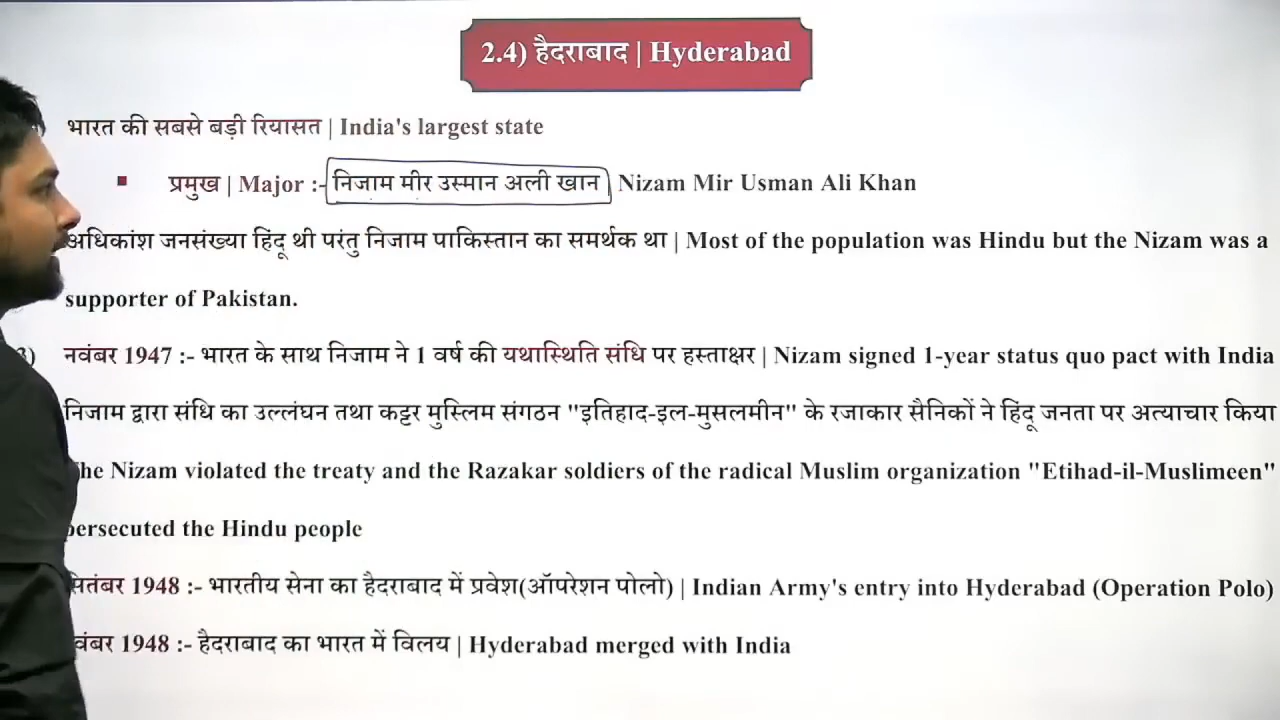 2.4) हैदराबाद | Hyderabad
भारत की सबसे बड़ी रियासत | India's largest state
▪ प्रमुख | Major :- निजाम मीर उस्मान अली खान | Nizam Mir Usman Ali Khan
अधिकांश जनसंख्या हिंदू थी परंतु निजाम पाकिस्तान का समर्थक था | Most of the population was Hindu but the Nizam was a
supporter of Pakistan.
3) नवंबर 1947 :- भारत के साथ निजाम ने 1 वर्ष की यथास्थिति संधि पर हस्ताक्षर | Nizam signed 1-year status quo pact with India
निजाम द्वारा संधि का उल्लंघन तथा कट्टर मुस्लिम संगठन "इतिहाद-इल-मुसलमीन" के रजाकार सैनिकों ने हिंदू जनता पर अत्याचार किया
he Nizam violated the treaty and the Razakar soldiers of the radical Muslim organization "Etihad-il-Muslimeen"
persecuted the Hindu people
सितंबर 1948 :- भारतीय सेना का हैदराबाद में प्रवेश(ऑपरेशन पोलो) | Indian Army's entry into Hyderabad (Operation Polo)
वंबर 1948 :- हैदराबाद का भारत में विलय | Hyderabad merged with India